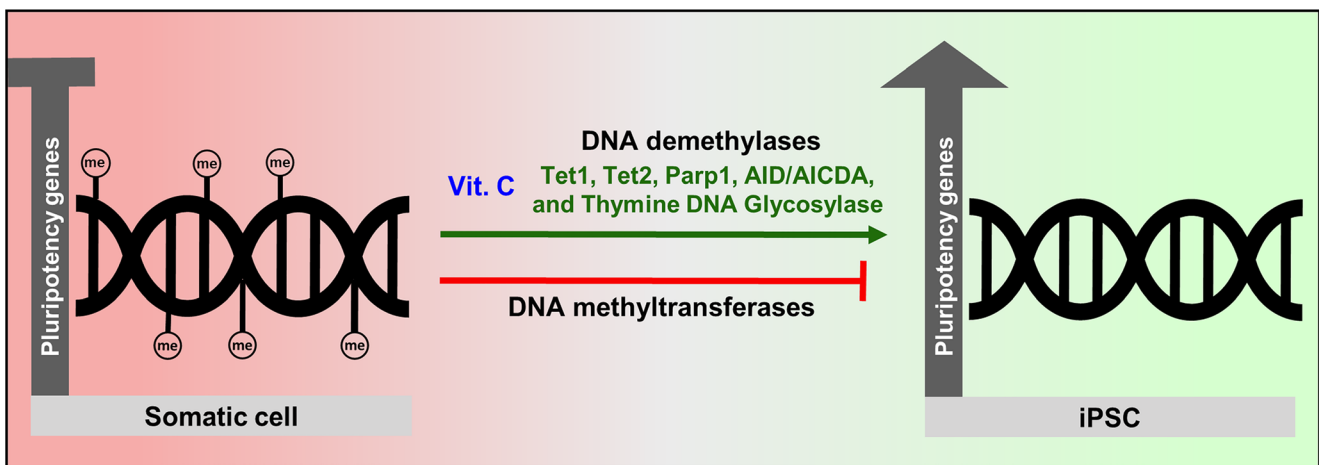 Pluripotency genes
me
me
me
me
me
me
Somatic cell
DNA demethylases
Vit. C
Tet1, Tet2, Parp1, AID/AICDA,
and Thymine DNA Glycosylase
DNA methyltransferases
Pluripotency genes
iPSC